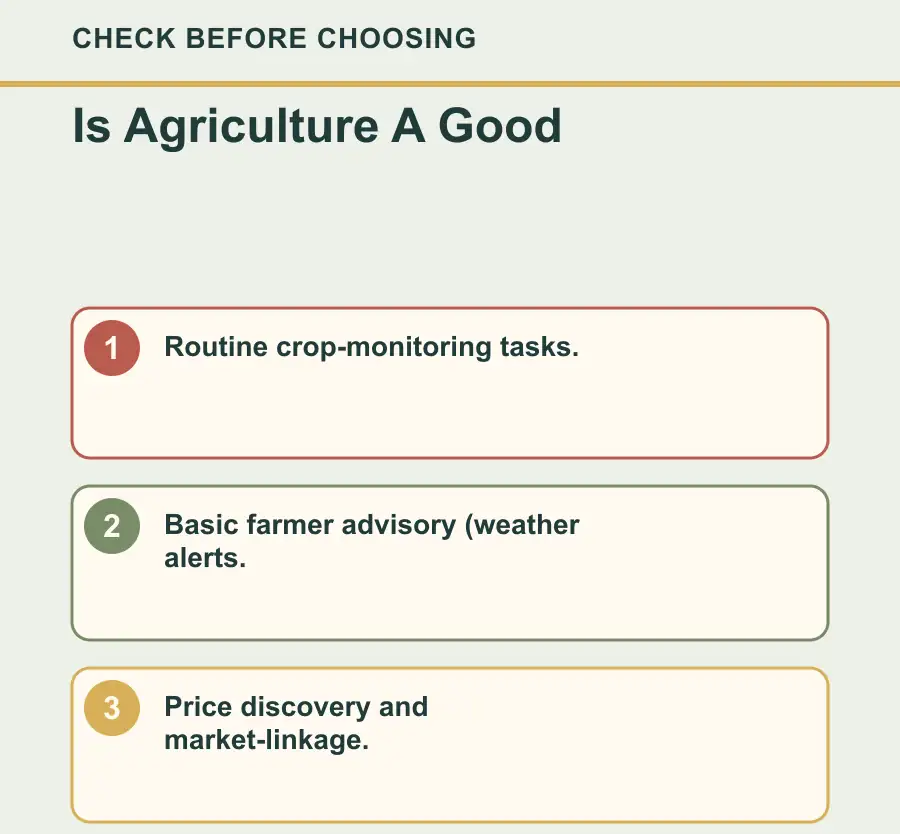 CHECK BEFORE CHOOSING
Is Agriculture A Good
1
Routine crop-monitoring tasks.
2
Basic farmer advisory (weather
alerts.
3
Price discovery and
market-linkage.